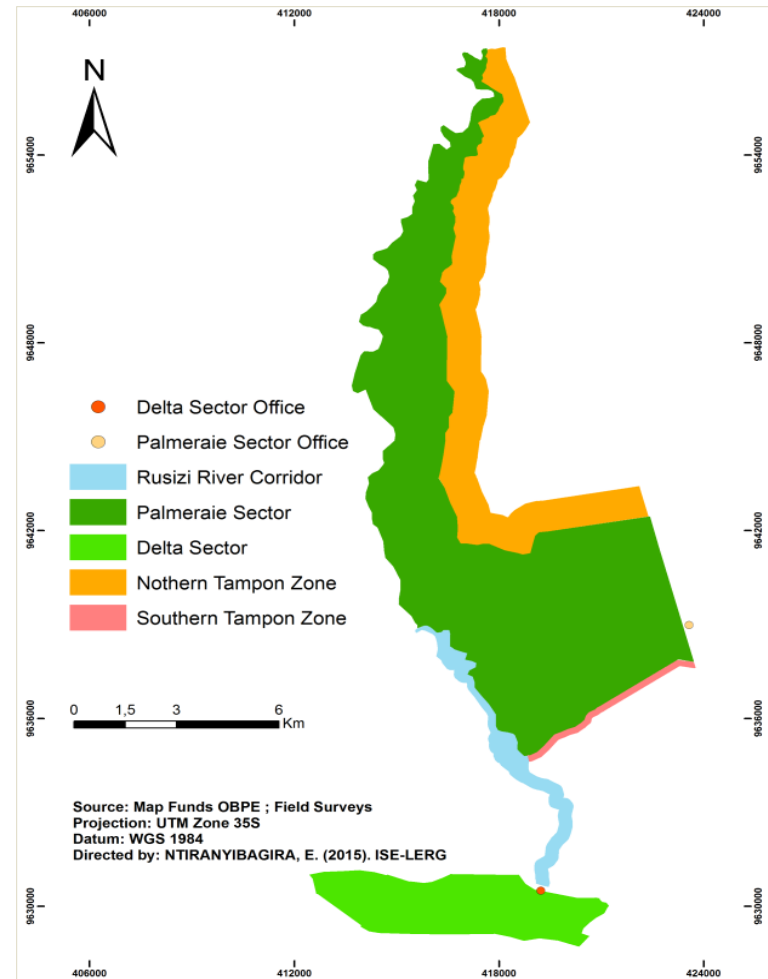 406000 412000 418000 424000
N
9654000 9654000
9648000 9648000
Delta Sector Office
Palmeraie Sector Office
Rusizi River Corridor
Palmeraie Sector
9642000 9642000
Delta Sector
Nothern Tampon Zone
Southern Tampon Zone
0 1,5 3 6
Km
9636000 9636000
Source: Map Funds OBPE ; Field Surveys
Projection: UTM Zone 35S
Datum: WGS 1984
Directed by: NTIRANYIBAGIRA, E. (2015). ISE-LERG
9630000 9630000
406000 412000 418000 424000